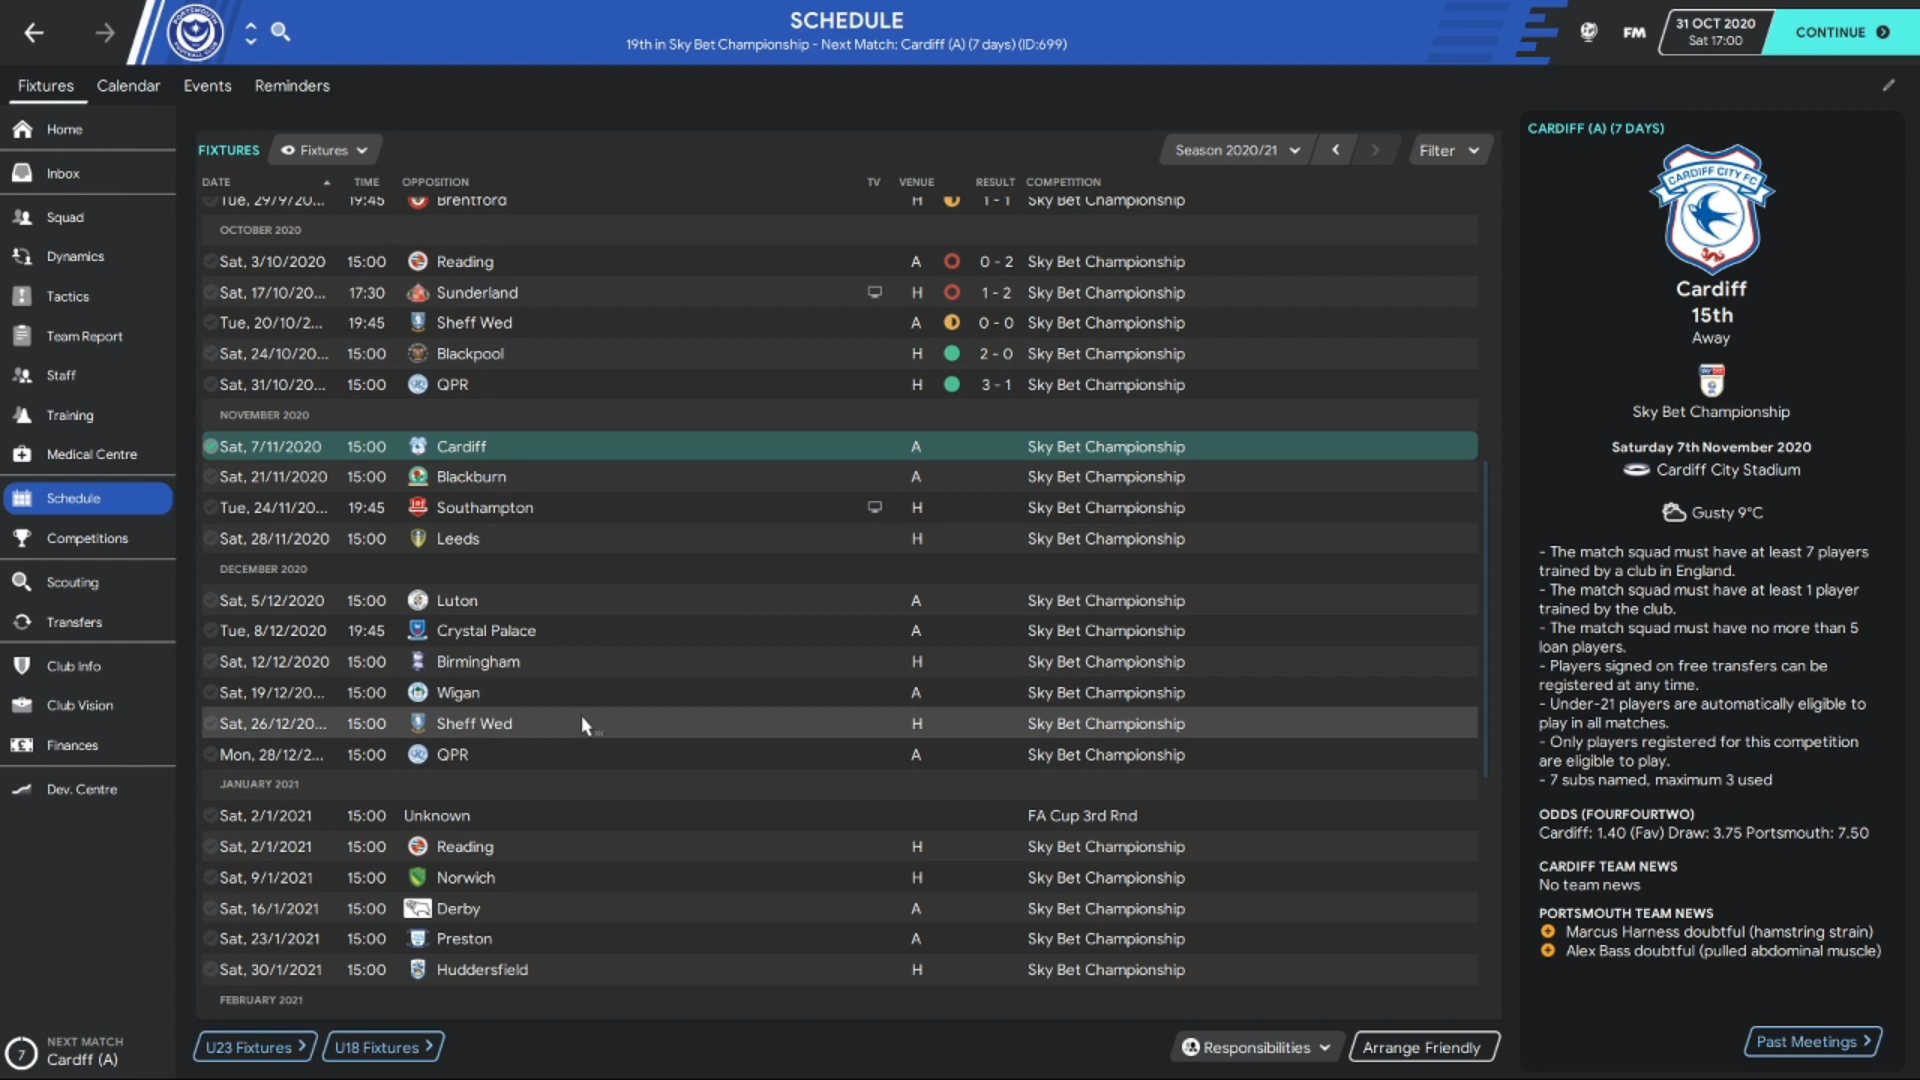 SCHEDULE
19th in Sky Bet Championship - Next Match: Cardiff (A) (7 days) (ID:699)
FM
31 OCT 2020
Sat 17:00
CONTINUE
Fixtures Calendar Events Reminders
Home
Inbox
Squad
Dynamics
Tactics
Team Report
Staff
Training
Medical Centre
Schedule
Competitions
Scouting
Transfers
Club Info
Club Vision
Finances
Dev. Centre
NEXT MATCH
7
Cardiff (A)
FIXTURES Fixtures Season 2020/21 Filter
DATE TIME OPPOSITION TV VENUE RESULT COMPETITION
Tue, 29/9/20... 19:45 Brentford H 1 - 1 Sky Bet Championship
OCTOBER 2020
Sat, 3/10/2020 15:00 Reading A 0 - 2 Sky Bet Championship
Sat, 17/10/20... 17:30 Sunderland H 1 - 2 Sky Bet Championship
Tue, 20/10/2... 19:45 Sheff Wed A 0 - 0 Sky Bet Championship
Sat, 24/10/20... 15:00 Blackpool H 2 - 0 Sky Bet Championship
Sat, 31/10/20... 15:00 QPR H 3 - 1 Sky Bet Championship
NOVEMBER 2020
Sat, 7/11/2020 15:00 Cardiff A Sky Bet Championship
Sat, 21/11/2020 15:00 Blackburn A Sky Bet Championship
Tue, 24/11/20... 19:45 Southampton H Sky Bet Championship
Sat, 28/11/2020 15:00 Leeds H Sky Bet Championship
DECEMBER 2020
Sat, 5/12/2020 15:00 Luton A Sky Bet Championship
Tue, 8/12/2020 19:45 Crystal Palace A Sky Bet Championship
Sat, 12/12/2020 15:00 Birmingham H Sky Bet Championship
Sat, 19/12/20... 15:00 Wigan A Sky Bet Championship
Sat, 26/12/20... 15:00 Sheff Wed H Sky Bet Championship
Mon, 28/12/2... 15:00 QPR A Sky Bet Championship
JANUARY 2021
Sat, 2/1/2021 15:00 Unknown FA Cup 3rd Rnd
Sat, 2/1/2021 15:00 Reading H Sky Bet Championship
Sat, 9/1/2021 15:00 Norwich H Sky Bet Championship
Sat, 16/1/2021 15:00 Derby A Sky Bet Championship
Sat, 23/1/2021 15:00 Preston A Sky Bet Championship
Sat, 30/1/2021 15:00 Huddersfield H Sky Bet Championship
FEBRUARY 2021
U23 Fixtures U18 Fixtures Responsibilities Arrange Friendly
CARDIFF (A) (7 DAYS)
CARDIFF CITY FC
Cardiff
15th
Away
Sky Bet Championship
Saturday 7th November 2020
Cardiff City Stadium
Gusty 9°C
- The match squad must have at least 7 players
trained by a club in England.
- The match squad must have at least 1 player
trained by the club.
- The match squad must have no more than 5
loan players.
- Players signed on free transfers can be
registered at any time.
- Under-21 players are automatically eligible to
play in all matches.
- Only players registered for this competition
are eligible to play.
- 7 subs named, maximum 3 used
ODDS (FOURFOURTWO)
Cardiff: 1.40 (Fav) Draw: 3.75 Portsmouth: 7.50
CARDIFF TEAM NEWS
No team news
PORTSMOUTH TEAM NEWS
Marcus Harness doubtful (hamstring strain)
Alex Bass doubtful (pulled abdominal muscle)
Past Meetings